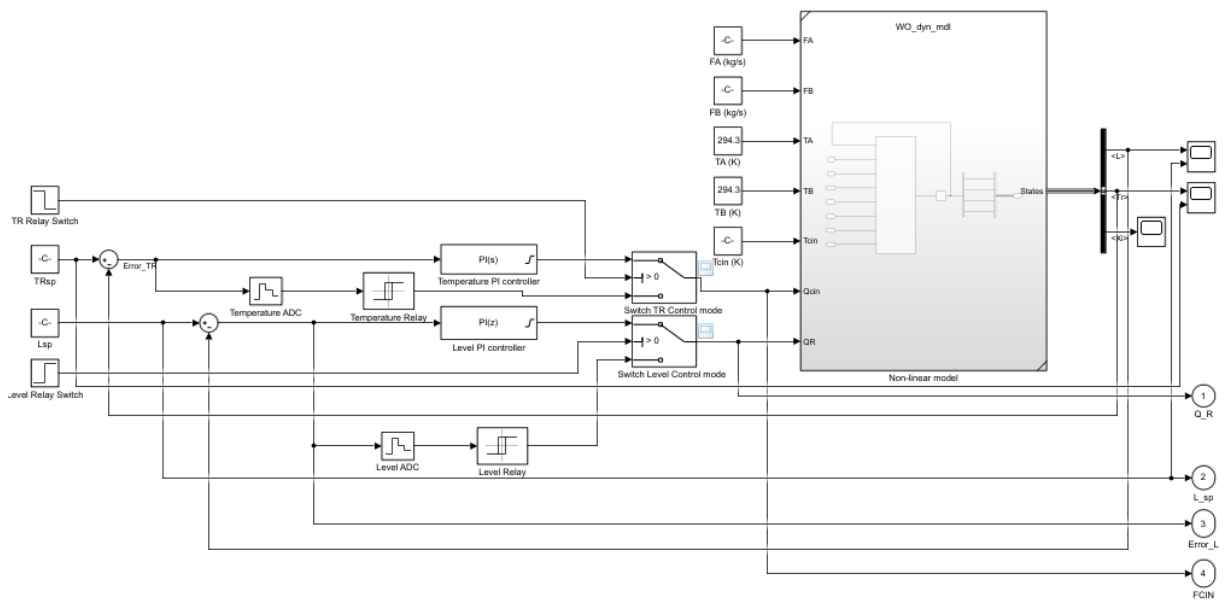 WO_dyn_mdl
-C-
FA
FA (kg/s)
-C-
FB
FB (kg/s)
294.3
TA
TA (K)
<L>
294.3
TB
States
<Tr>
TB (K)
TR Relay Switch
-C-
Tcin
<Xi>
Tcin (K)
-C-
TRsp
Error_TR
PI(s)
Temperature PI controller
> 0
Qcin
Temperature ADC
Temperature Relay
Switch TR Control mode
-C-
Lsp
PI(z)
Level PI controller
> 0
QR
Switch Level Control mode
Non-linear model
Level Relay Switch
1
Q_R
Level ADC
Level Relay
2
L_sp
3
Error_L
4
FCIN